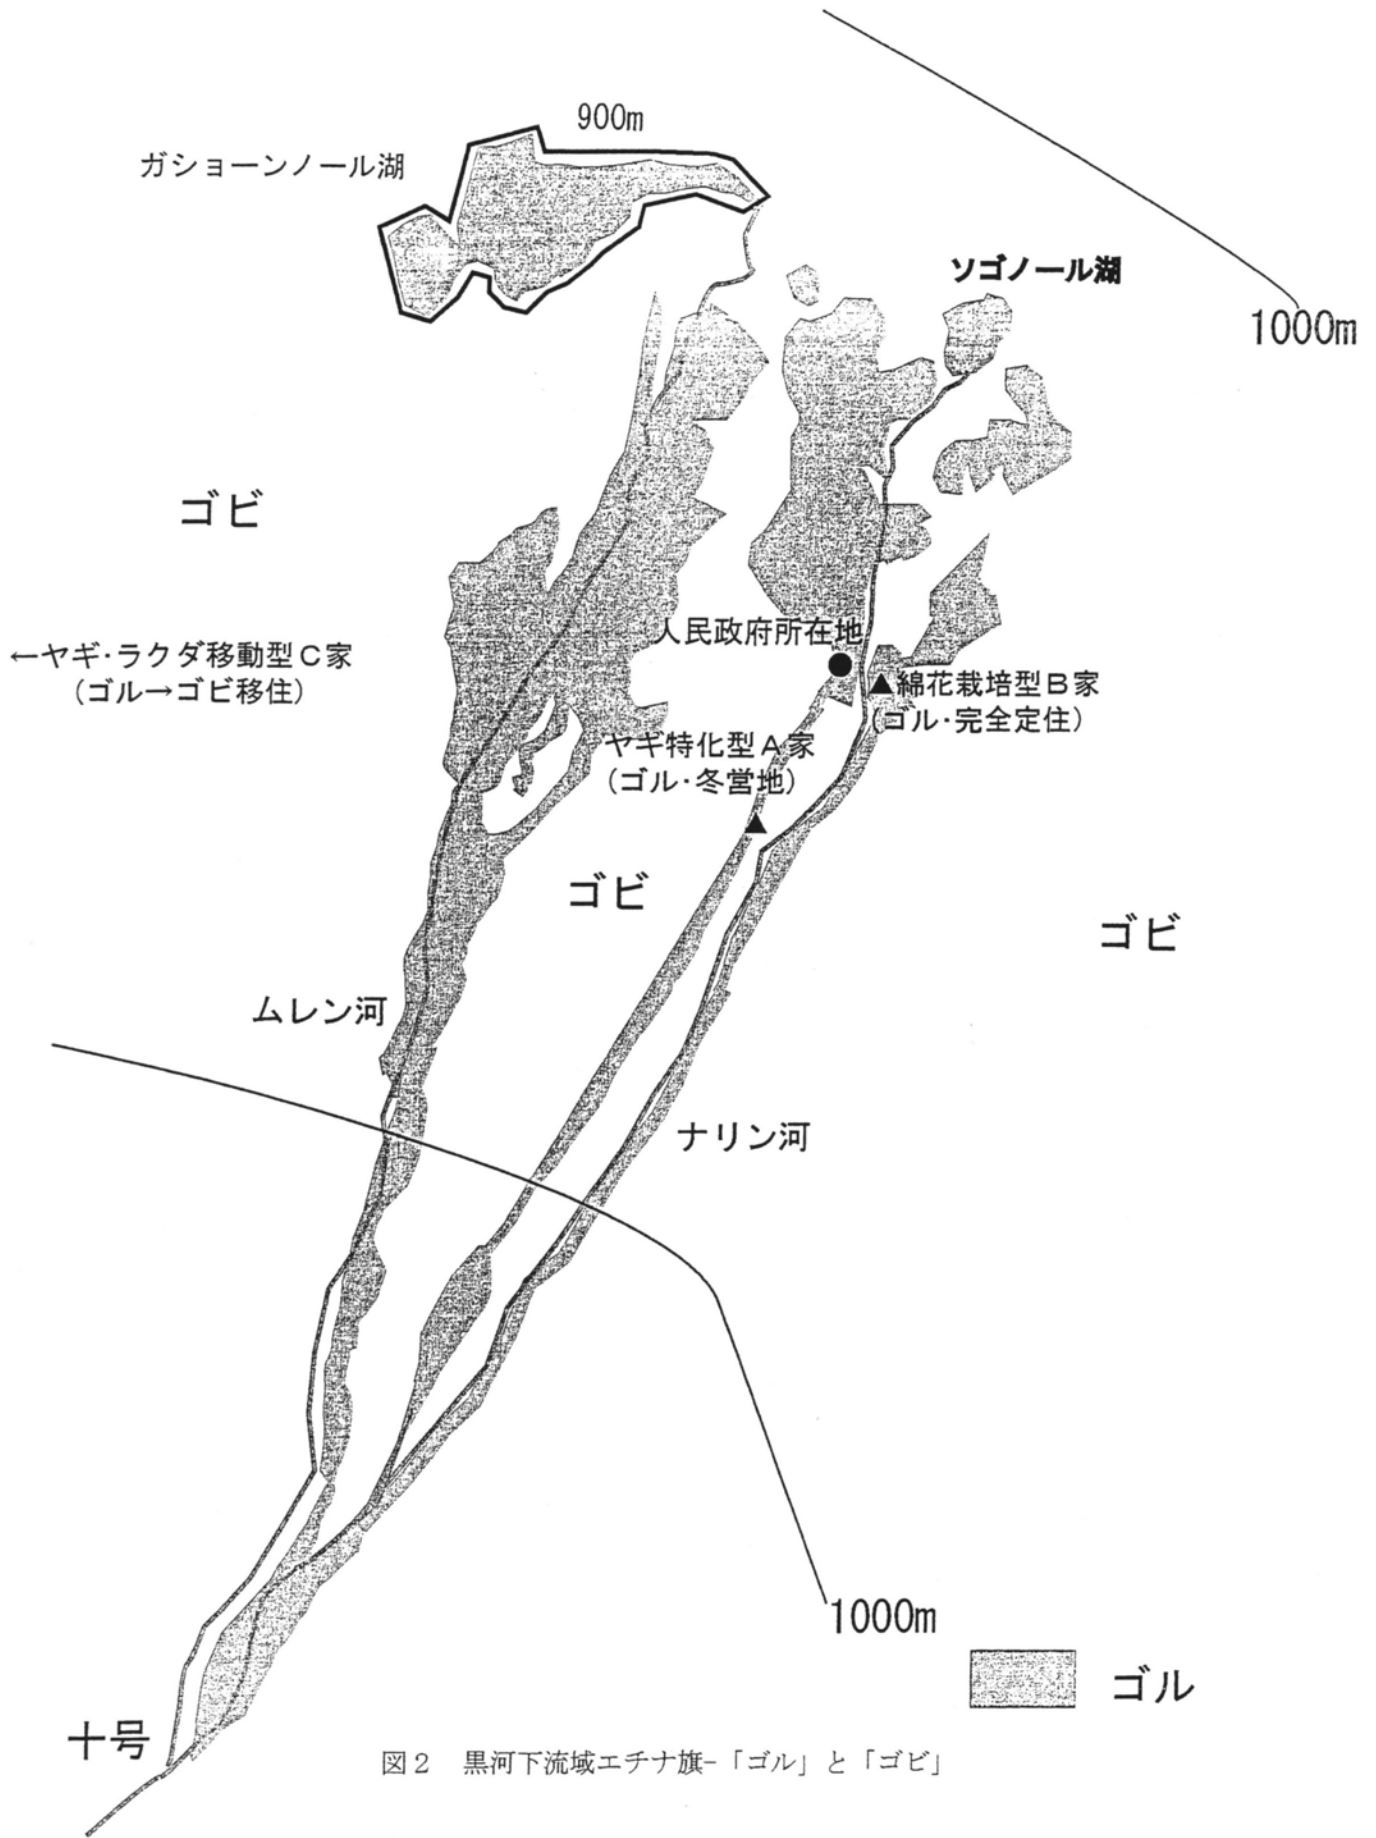 900m
ガショーンノール湖
ソゴノール湖
1000m
ゴビ
人民政府所在地
←ヤギ・ラクダ移動型C家
(ゴル→ゴビ移住)
綿花栽培型B家
(ゴル・完全定住)
ヤギ特化型A家
(ゴル・冬営地)
ゴビ
ゴビ
ムレン河
ナリン河
1000m
ゴル
十号
図2 黒河下流域エチナ旗-「ゴル」と「ゴビ」